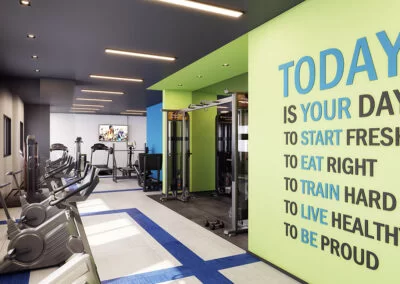 TODAY
IS YOUR DAY
TO START FRESH
TO EAT RIGHT
TO TRAIN HARD
TO LIVE HEALTHY
TO BE PROUD